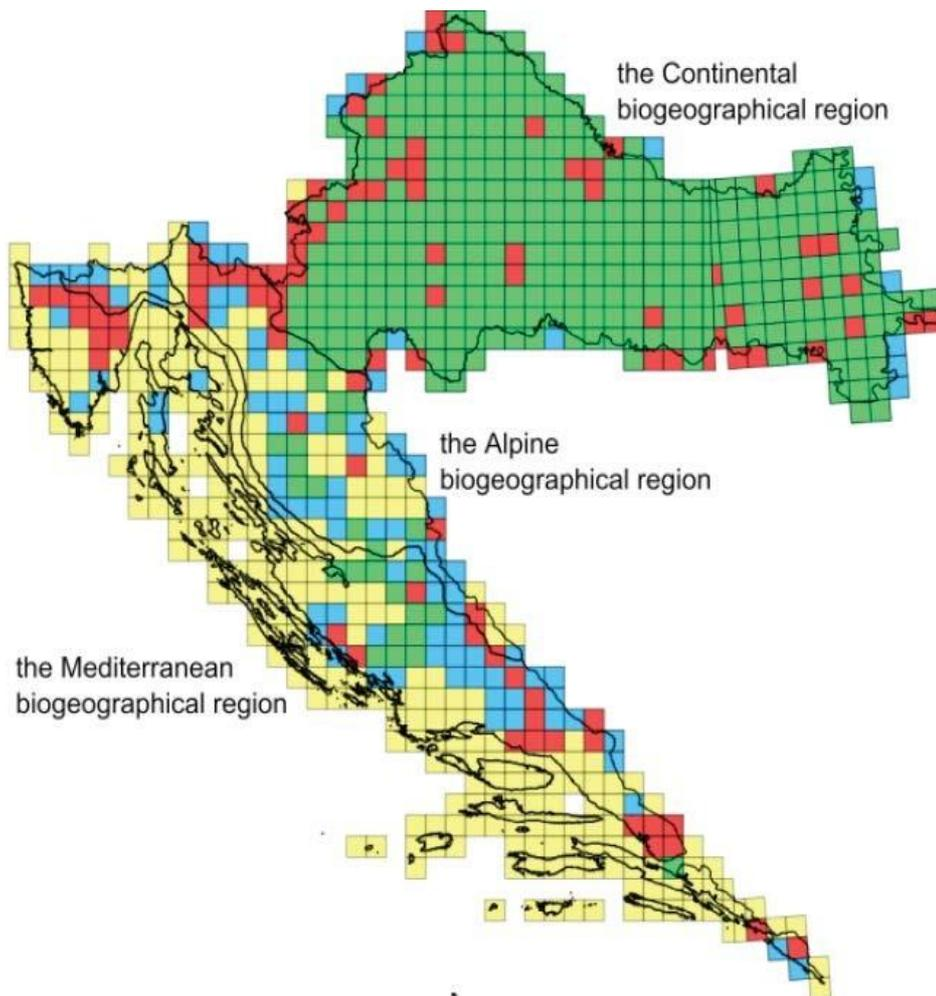 the Continental
biogeographical region
the Alpine
biogeographical region
the Mediterranean
biogeographical region